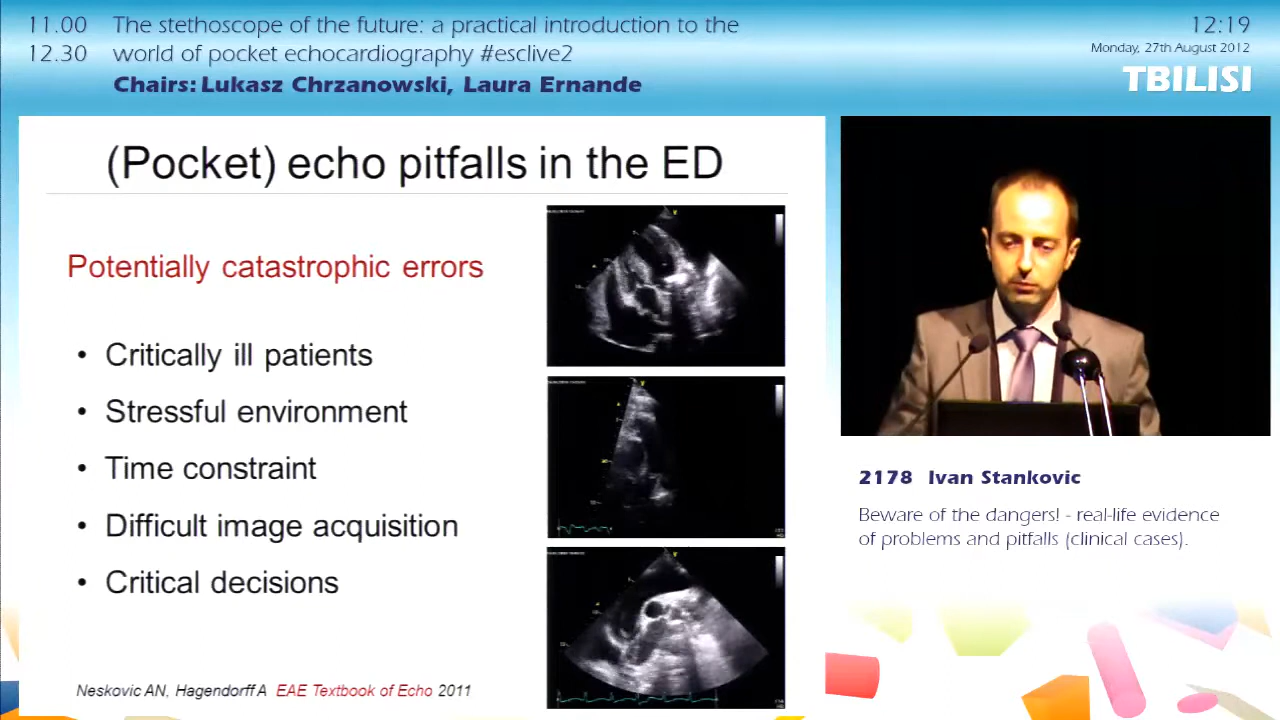 11.00 The stethoscope of the future: a practical introduction to the
12.30 world of pocket echocardiography #esclive2
Chairs: Lukasz Chrzanowski, Laura Ernande
12:19
Monday, 27th August 2012
TBILISI
(Pocket) echo pitfalls in the ED
Potentially catastrophic errors
• Critically ill patients
• Stressful environment
• Time constraint
• Difficult image acquisition
• Critical decisions
Neskovic AN, Hagendorff A EAE Textbook of Echo 2011
2178 Ivan Stankovic
Beware of the dangers! - real-life evidence
of problems and pitfalls (clinical cases).